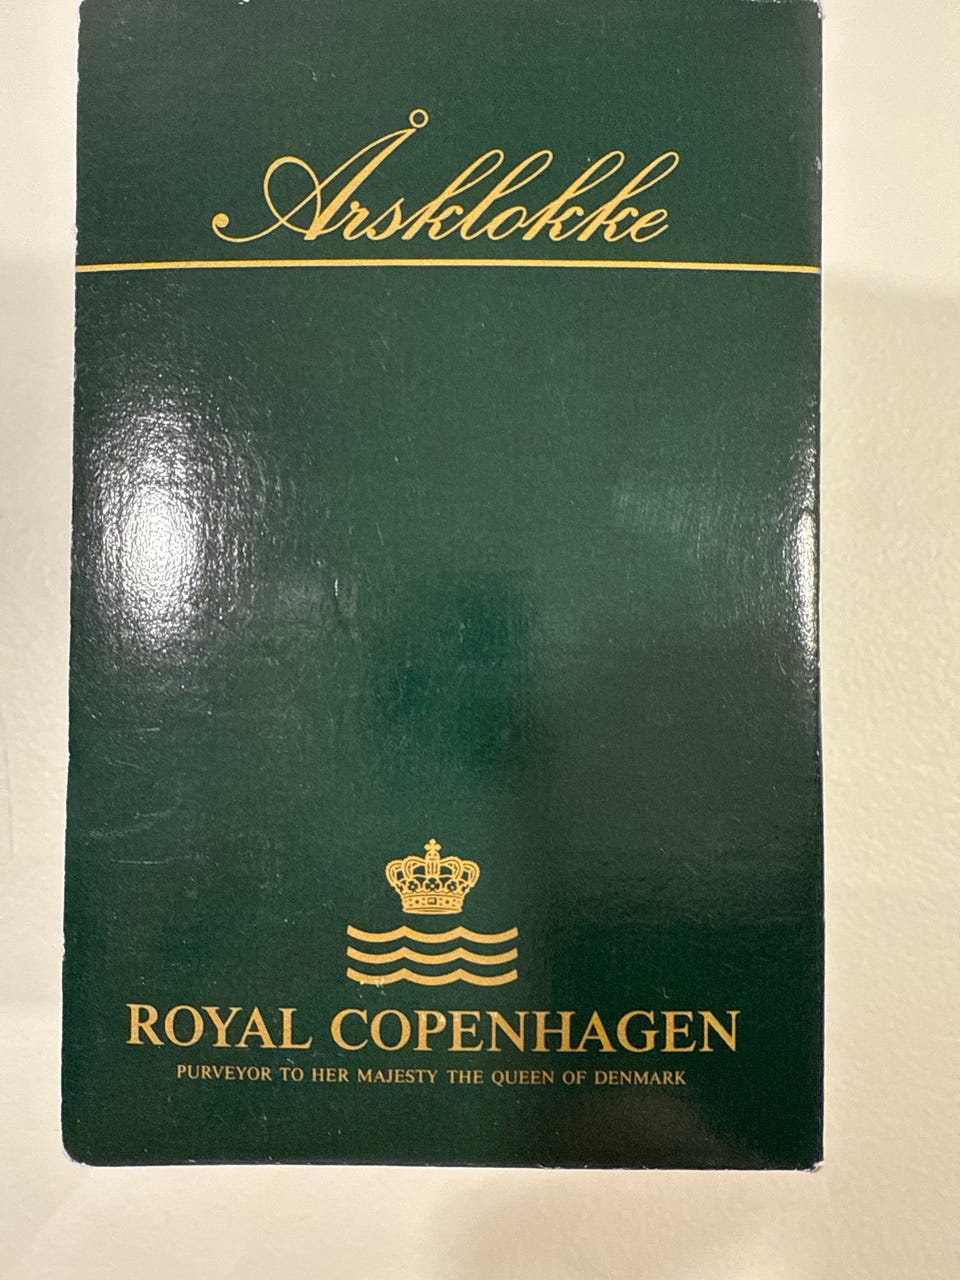 Årsklokke
ROYAL COPENHAGEN
PURVEYOR TO HER MAJESTY THE QUEEN OF DENMARK